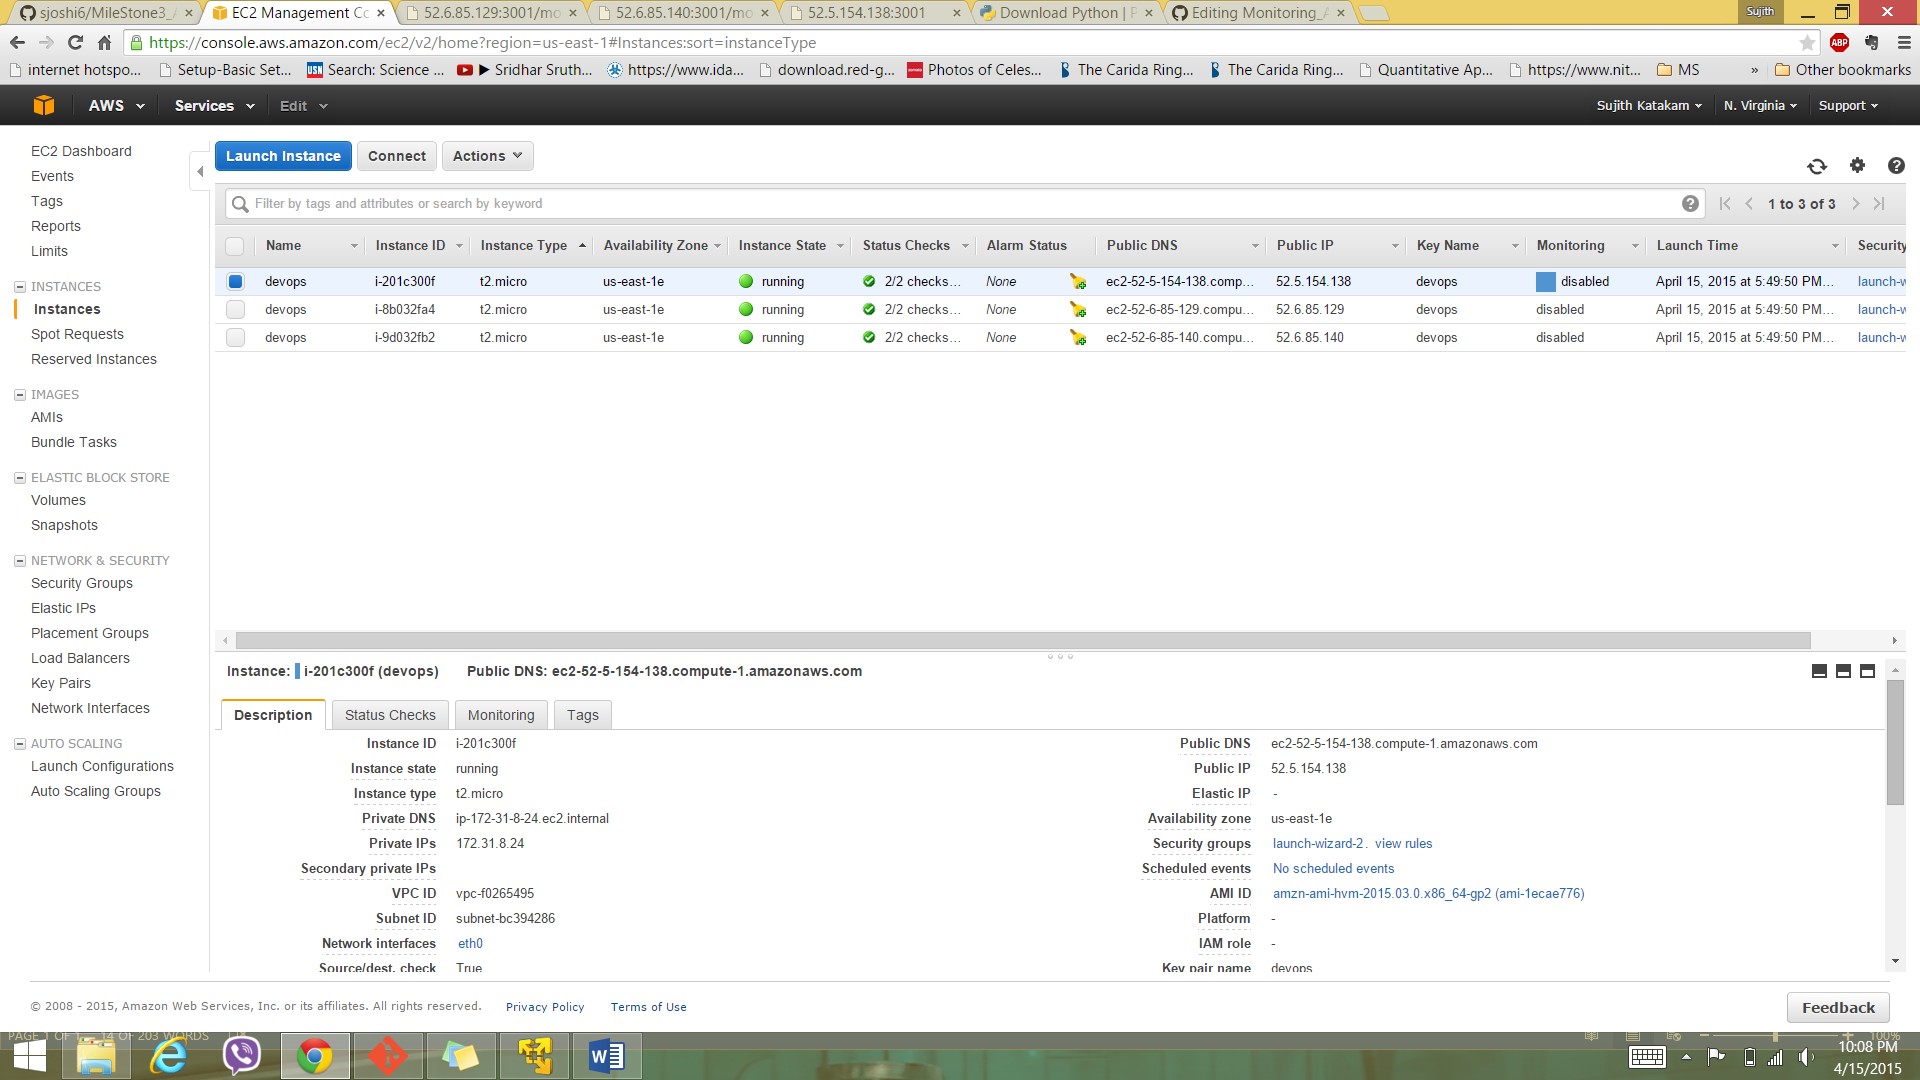 sjoshi6/MileStone3_A
EC2 Management Co
52.6.85.129:3001/mo
52.6.85.140:3001/mo
52.5.154.138:3001
Download Python | P
Editing Monitoring_A
Sujith
https://console.aws.amazon.com/ec2/v2/home?region=us-east-1#Instances:sort=instanceType
ABP
internet hotspo...
Setup-Basic Set...
USN Search: Science ...
▶ Sridhar Sruth...
https://www.ida...
download.red-g...
Photos of Celes...
The Carida Ring...
The Carida Ring...
Quantitative Ap...
https://www.nit...
MS
»
Other bookmarks
AWS
Services
Edit
Sujith Katakam
N. Virginia
Support
EC2 Dashboard
Events
Tags
Reports
Limits
INSTANCES
Instances
Spot Requests
Reserved Instances
IMAGES
AMIs
Bundle Tasks
ELASTIC BLOCK STORE
Volumes
Snapshots
NETWORK & SECURITY
Security Groups
Elastic IPs
Placement Groups
Load Balancers
Key Pairs
Network Interfaces
AUTO SCALING
Launch Configurations
Auto Scaling Groups
Launch Instance
Connect
Actions
Filter by tags and attributes or search by keyword
1 to 3 of 3
Name Instance ID Instance Type Availability Zone Instance State Status Checks Alarm Status Public DNS Public IP Key Name Monitoring Launch Time Security
devops i-201c300f t2.micro us-east-1e running 2/2 checks... None ec2-52-5-154-138.comp... 52.5.154.138 devops disabled April 15, 2015 at 5:49:50 PM... launch-w
devops i-8b032fa4 t2.micro us-east-1e running 2/2 checks... None ec2-52-6-85-129.compu... 52.6.85.129 devops disabled April 15, 2015 at 5:49:50 PM... launch-w
devops i-9d032fb2 t2.micro us-east-1e running 2/2 checks... None ec2-52-6-85-140.compu... 52.6.85.140 devops disabled April 15, 2015 at 5:49:50 PM... launch-w
Instance: i-201c300f (devops) Public DNS: ec2-52-5-154-138.compute-1.amazonaws.com
Description
Status Checks
Monitoring
Tags
Instance ID i-201c300f
Instance state running
Instance type t2.micro
Private DNS ip-172-31-8-24.ec2.internal
Private IPs 172.31.8.24
Secondary private IPs
VPC ID vpc-f0265495
Subnet ID subnet-bc394286
Network interfaces eth0
Source/dest. check True
Public DNS ec2-52-5-154-138.compute-1.amazonaws.com
Public IP 52.5.154.138
Elastic IP -
Availability zone us-east-1e
Security groups launch-wizard-2. view rules
Scheduled events No scheduled events
AMI ID amzn-ami-hvm-2015.03.0.x86_64-gp2 (ami-1ecae776)
Platform -
IAM role -
Key pair name devops
© 2008 - 2015, Amazon Web Services, Inc. or its affiliates. All rights reserved. Privacy Policy Terms of Use
Feedback
OF 203 WORDS
100%
10:08 PM
4/15/2015